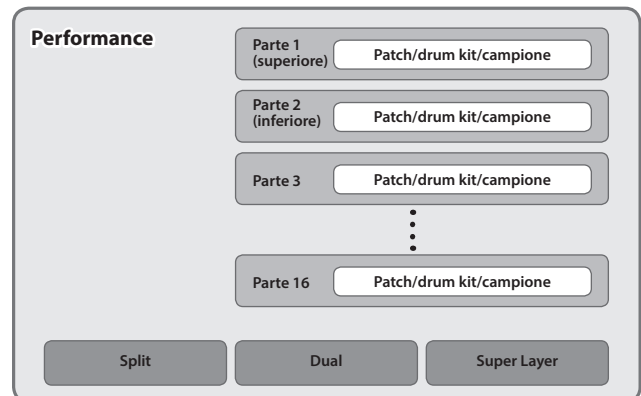 Performance
Parte 1
(superiore)
Patch/drum kit/campione
Parte 2
(inferiore)
Patch/drum kit/campione
Parte 3
Patch/drum kit/campione
Parte 16
Patch/drum kit/campione
Split
Dual
Super Layer